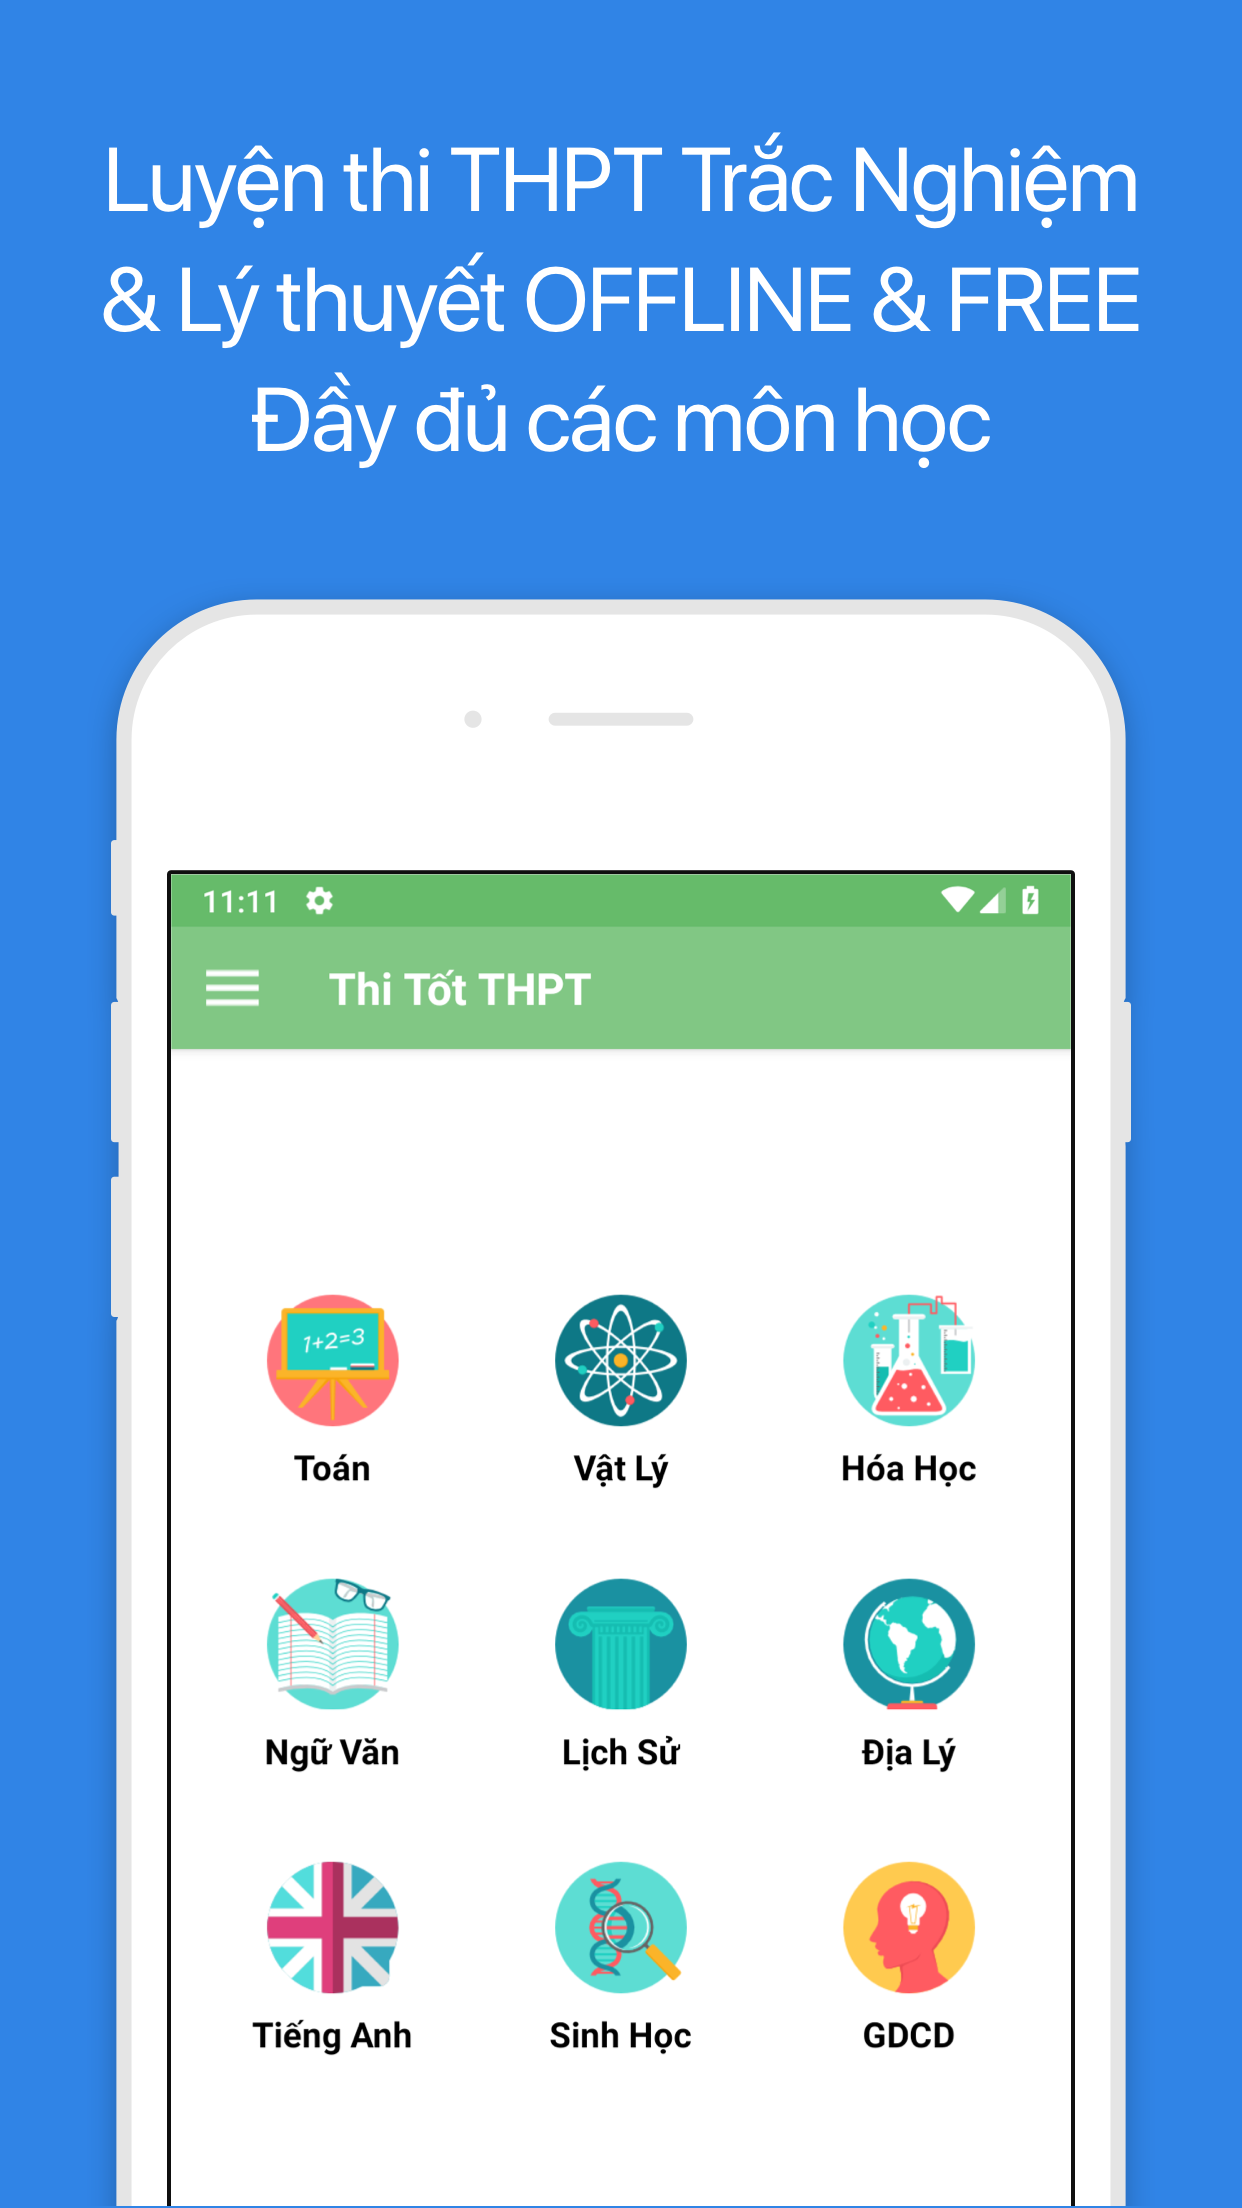 Luyện thi THPT Trắc Nghiệm
& Lý thuyết OFFLINE & FREE
Đầy đủ các môn học
11:11
Thi Tốt THPT
1+2=3
Toán
Vật Lý
Hóa Học
Ngữ Văn
Lịch Sử
Địa Lý
Tiếng Anh
Sinh Học
GDCD